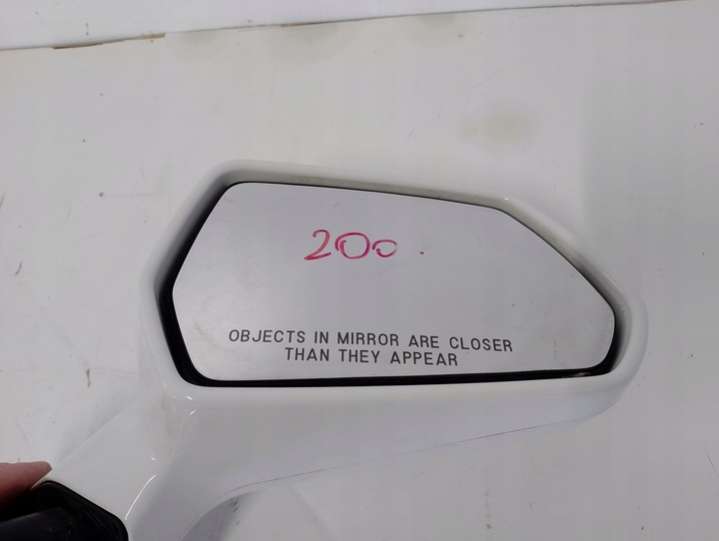 200.
OBJECTS IN MIRROR ARE CLOSER
THAN THEY APPEAR